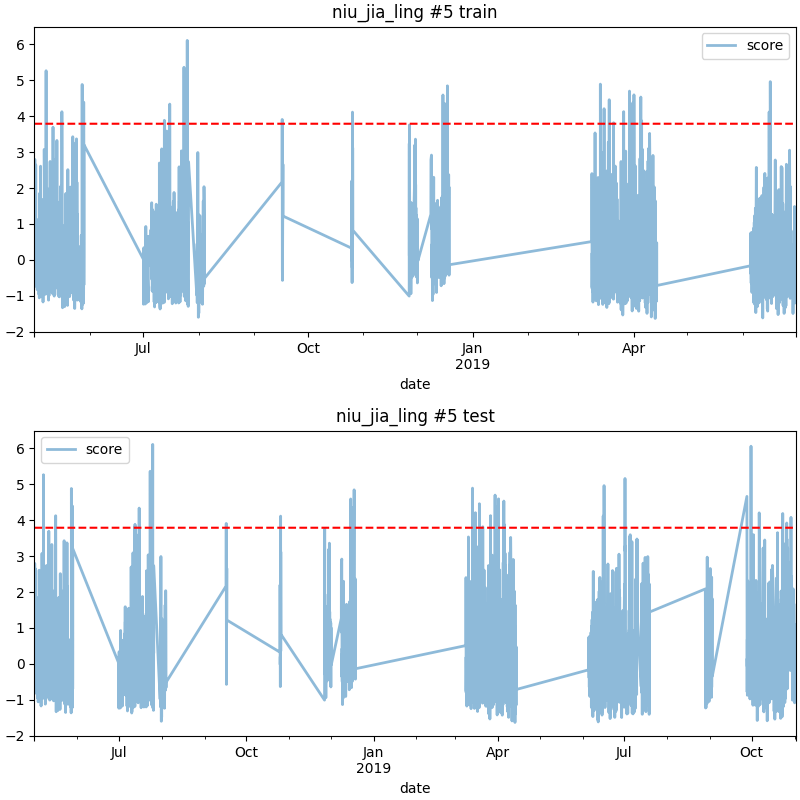 niu_jia_ling #5 train
score
6
5
4
3
2
1
0
−1
−2
Jul
Oct
Jan
2019
Apr
date
niu_jia_ling #5 test
score
6
5
4
3
2
1
0
−1
−2
Jul
Oct
Jan
2019
Apr
Jul
Oct
date